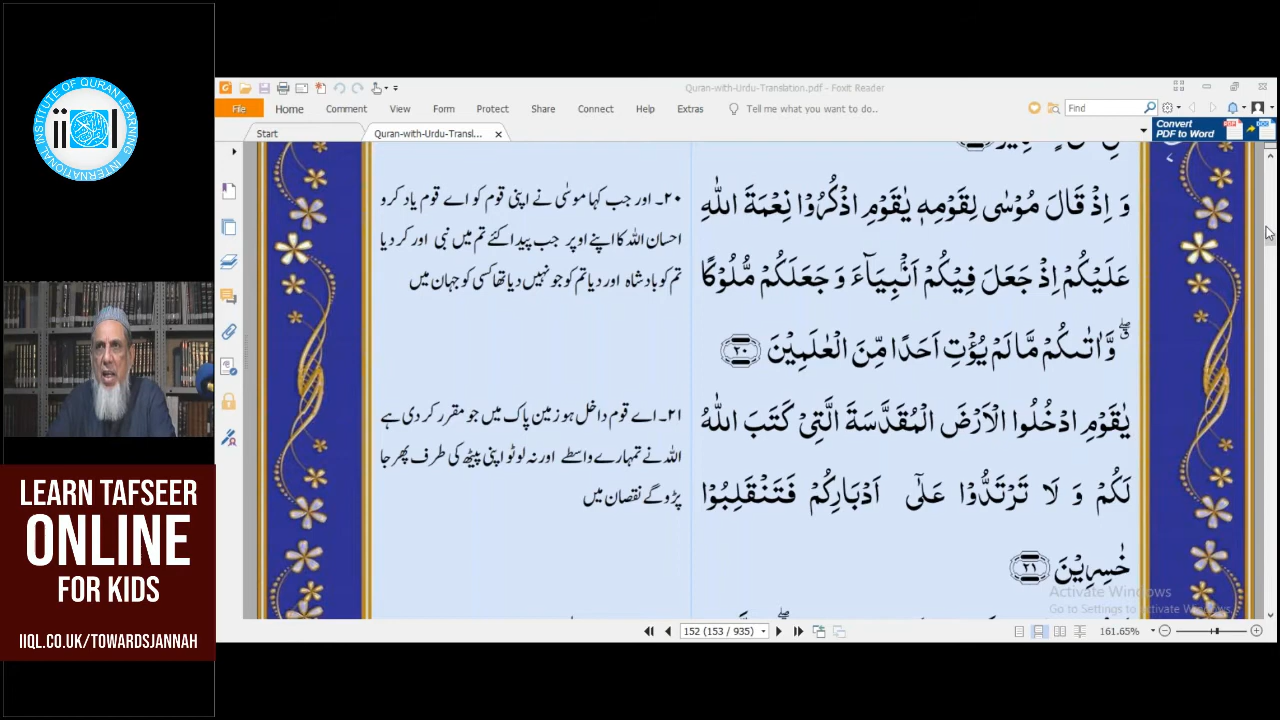 INTERNATIONAL INSTITUTE OF QURAN LEARNING
iiql
Quran-with-Urdu-Translation.pdf - Foxit Reader
File Home Comment View Form Protect Share Connect Help Extras Tell me what you want to do.. Find
Start Quran-with-Urdu-Transl...
Convert
PDF to Word
وَ اِذْ قَالَ مُوْسٰى لِقَوْمِهٖ يٰقَوْمِ اذْكُرُوْا نِعْمَةَ اللّٰهِ
عَلَيْكُمْ اِذْ جَعَلَ فِيْكُمْ اَنْۢبِيَآءَ وَ جَعَلَكُمْ مُّلُوْكًا
وَّ اٰتٰىكُمْ مَّا لَمْ يُؤْتِ اَحَدًا مِّنَ الْعٰلَمِيْنَ ۲۰
يٰقَوْمِ ادْخُلُوا الْاَرْضَ الْمُقَدَّسَةَ الَّتِىْ كَتَبَ اللّٰهُ
لَكُمْ وَ لَا تَرْتَدُّوْا عَلٰٓى اَدْبَارِكُمْ فَتَنْقَلِبُوْا
خٰسِرِيْنَ ۲۱
۲۰۔ اور جب کہا موسٰی نے اپنی قوم کو اے قوم یاد کرو
احسان اللہ کا اپنے اوپر جب پیدا کئے تم میں نبی اور کر دیا
تم کو بادشاہ اور دیا تم کو جو نہیں دیا تھا کسی کو جہان میں
۲۱۔ اے قوم داخل ہو زمین پاک میں جو مقرر کر دی ہے
اللہ نے تمہارے واسطے اور نہ لوٹو اپنی پیٹھ کی طرف پھر جا
پڑو گے نقصان میں
Activate Windows
Go to Settings to activate Windows.
152 (153 / 935)
161.65%
LEARN TAFSEER
ONLINE
FOR KIDS
IIQL.CO.UK/TOWARDSJANNAH